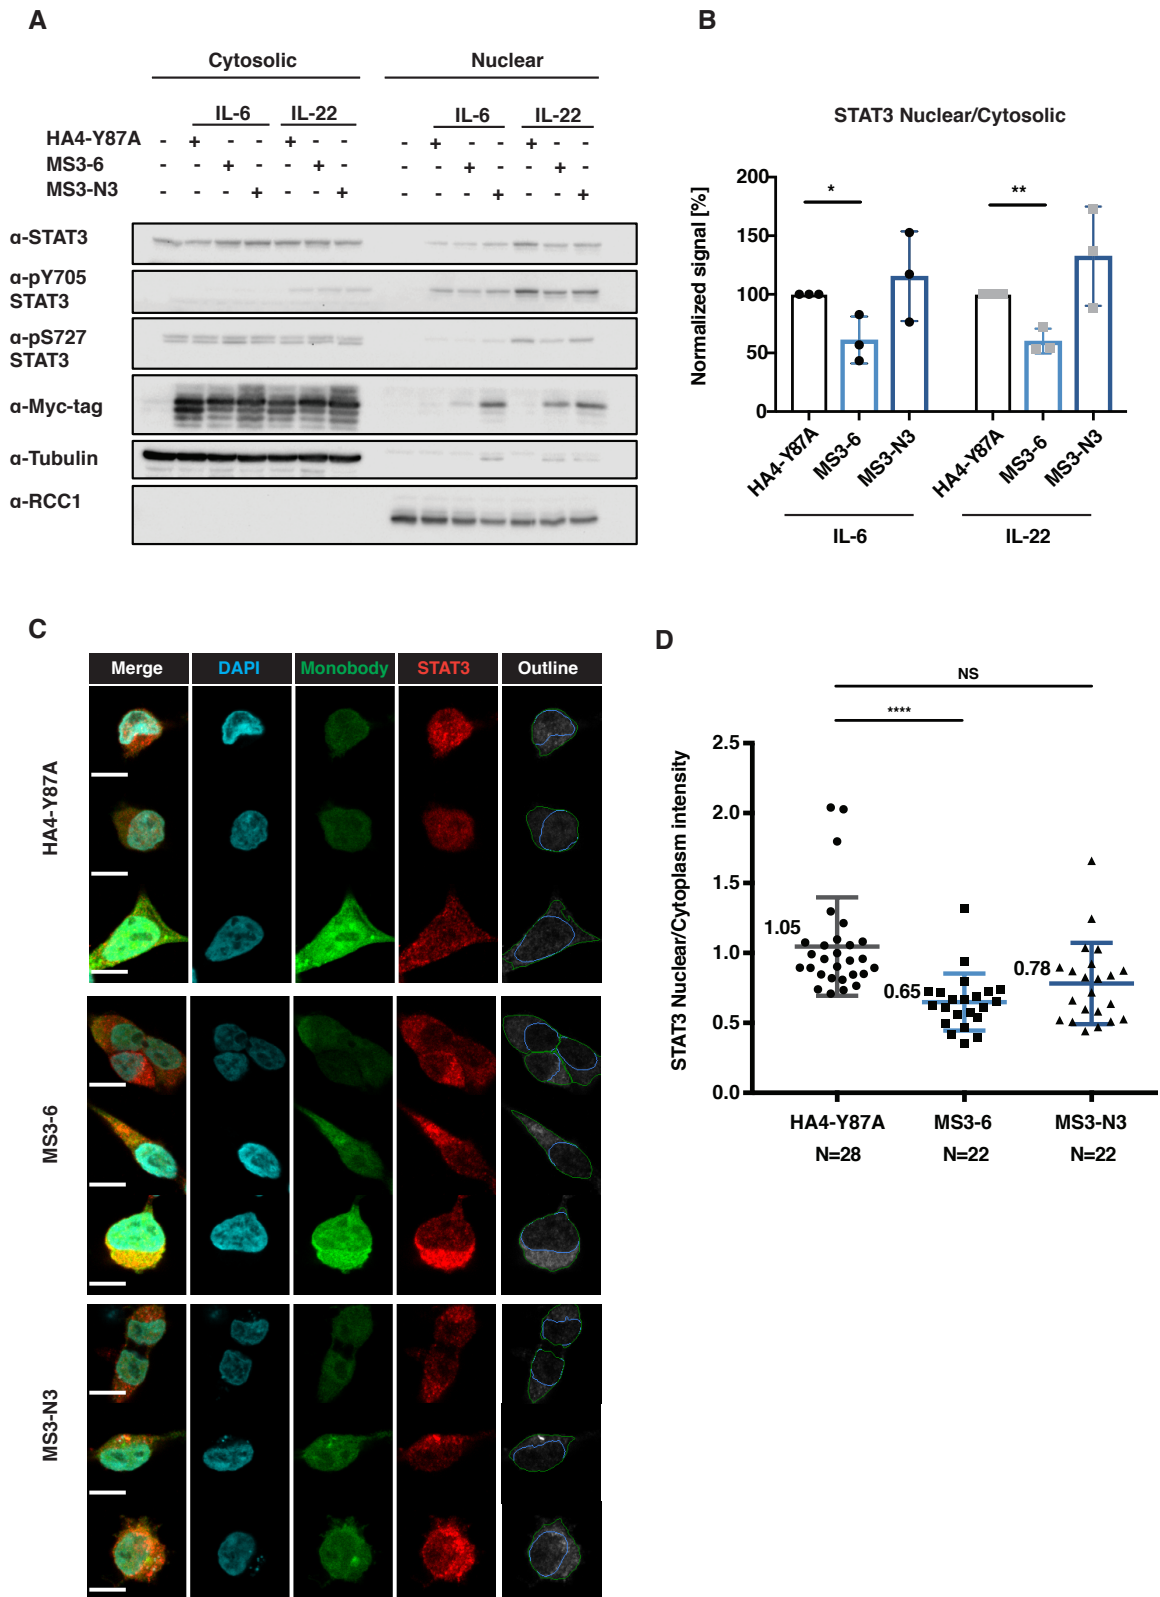 A
Cytosolic
Nuclear
IL-6
IL-22
IL-6
IL-22
HA4-Y87A - + - - + - - - + - - + - -
MS3-6 - - + - - + - - - + - - + -
MS3-N3 - - - + - - + - - - + - - +
α-STAT3
α-pY705
STAT3
α-pS727
STAT3
α-Myc-tag
α-Tubulin
α-RCC1
B
STAT3 Nuclear/Cytosolic
Normalized signal [%]
200
150
100
50
0
*
**
HA4-Y87A
MS3-6
MS3-N3
HA4-Y87A
MS3-6
MS3-N3
IL-6
IL-22
C
Merge
DAPI
Monobody
STAT3
Outline
HA4-Y87A
MS3-6
MS3-N3
D
NS
****
STAT3 Nuclear/Cytoplasm intensity
2.5
2.0
1.5
1.0
0.5
0.0
1.05
0.65
0.78
HA4-Y87A
MS3-6
MS3-N3
N=28
N=22
N=22